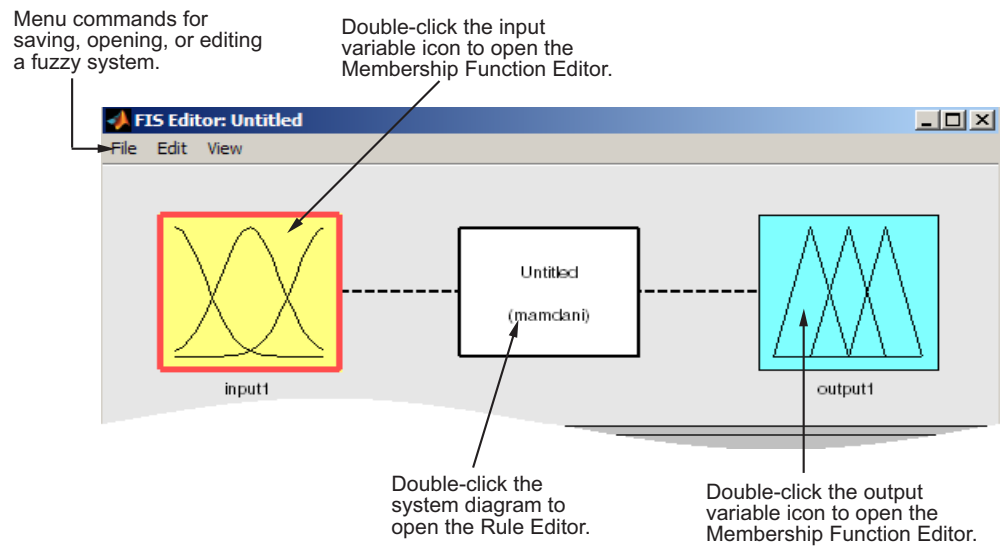 Menu commands for
saving, opening, or editing
a fuzzy system.
Double-click the input
variable icon to open the
Membership Function Editor.
FIS Editor: Untitled
File Edit View
Untitled
(mamdani)
input1
output1
Double-click the
system diagram to
open the Rule Editor.
Double-click the output
variable icon to open the
Membership Function Editor.